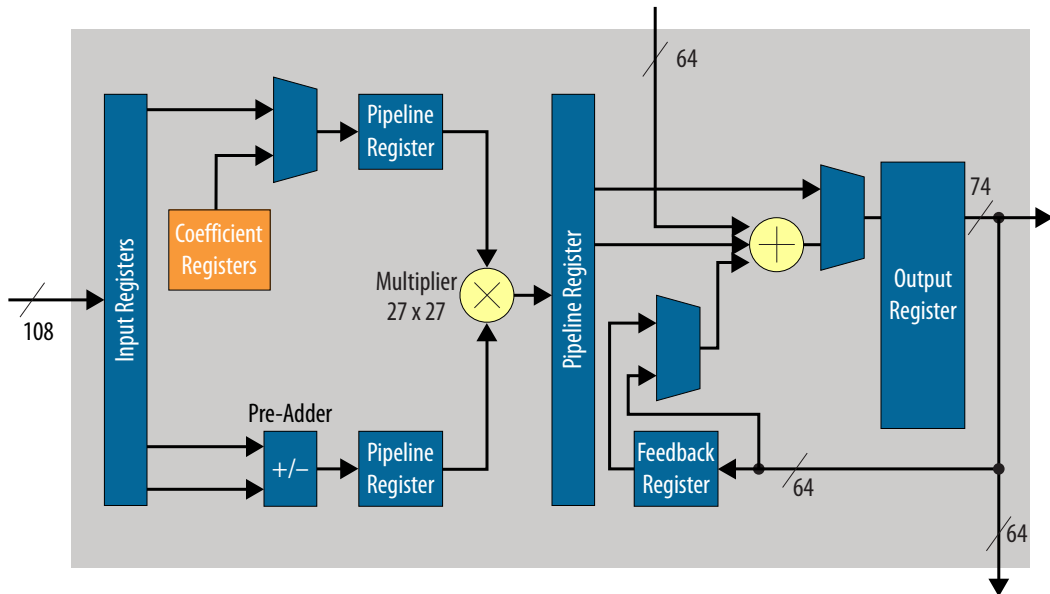 64
Pipeline
Register
Coefficient
Registers
Input Registers
108
Multiplier
27 x 27
Pre-Adder
+/–
Pipeline
Register
Pipeline Register
Feedback
Register
64
Output
Register
74
64